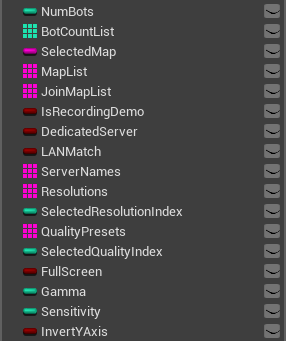 NumBots
BotCountList
SelectedMap
MapList
JoinMapList
IsRecordingDemo
DedicatedServer
LANMatch
ServerNames
Resolutions
SelectedResolutionIndex
QualityPresets
SelectedQualityIndex
FullScreen
Gamma
Sensitivity
InvertYAxis